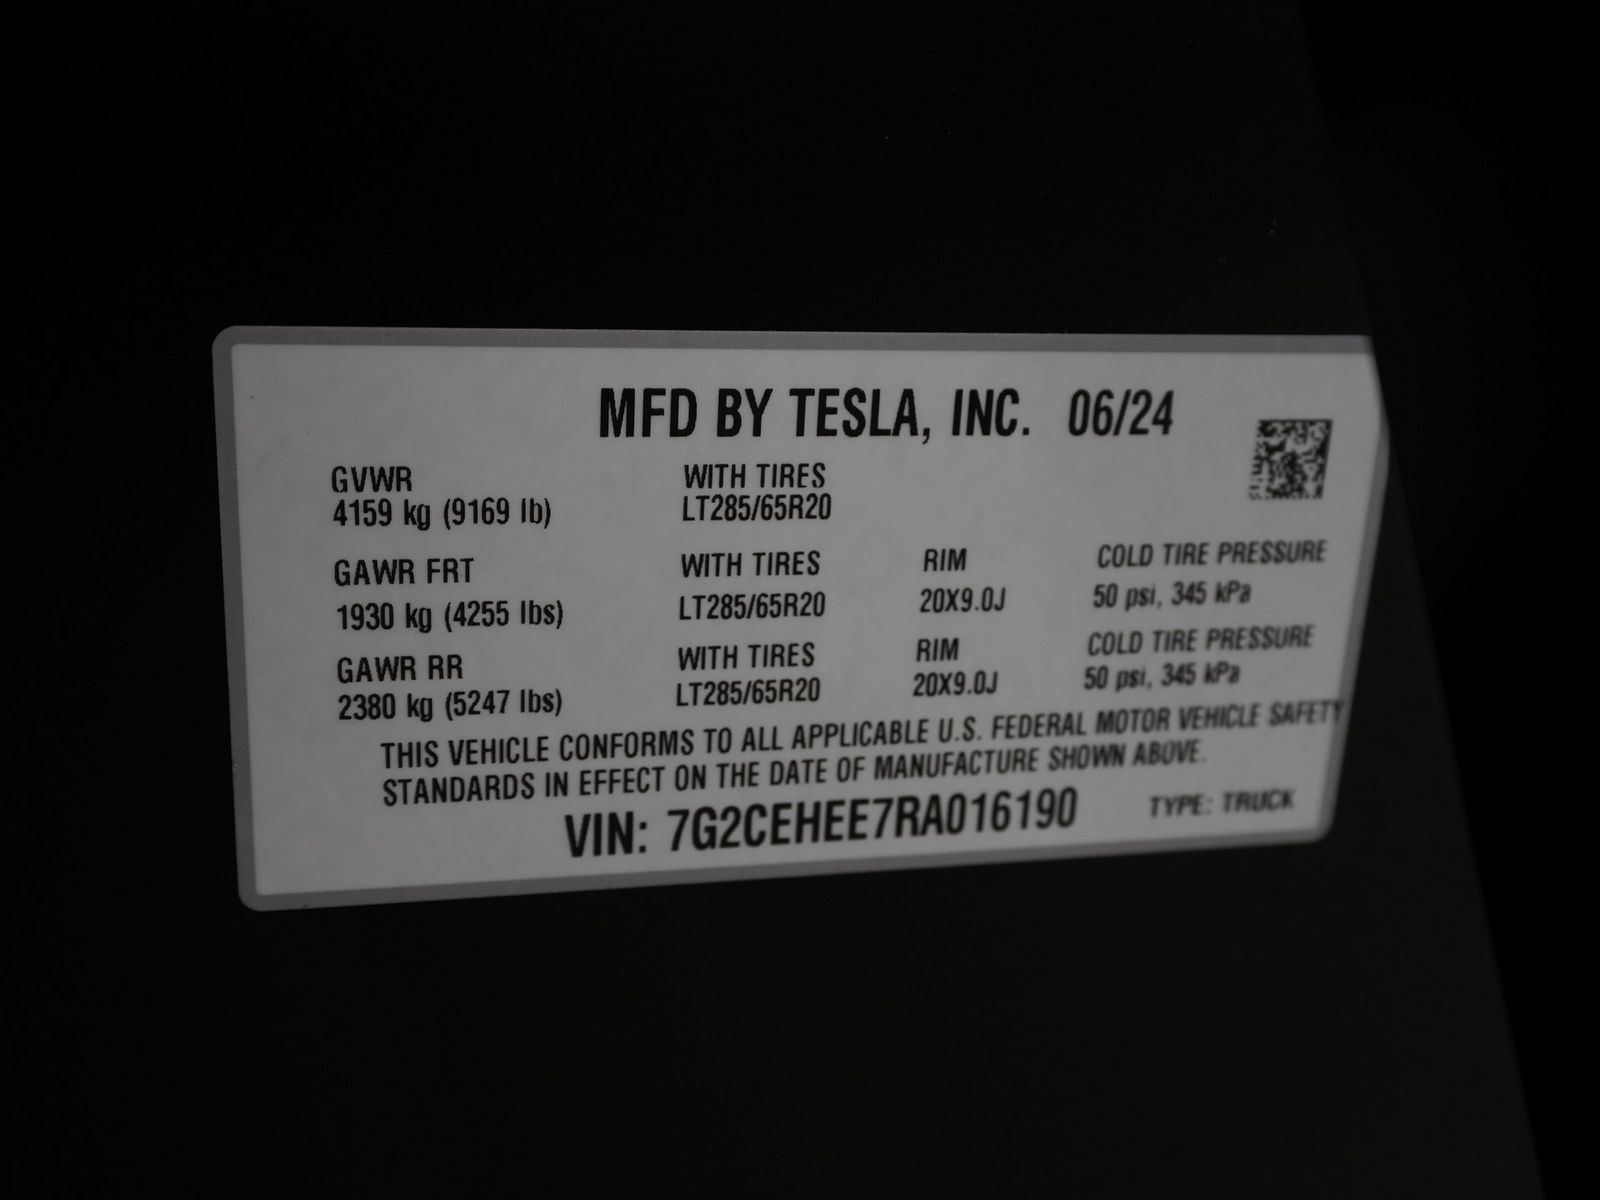 MFD BY TESLA, INC. 06/24
GVWR WITH TIRES
4159 kg (9169 lb) LT285/65R20
GAWR FRT WITH TIRES RIM COLD TIRE PRESSURE
1930 kg (4255 lbs) LT285/65R20 20X9.0J 50 psi, 345 kPa
GAWR RR WITH TIRES RIM COLD TIRE PRESSURE
2380 kg (5247 lbs) LT285/65R20 20X9.0J 50 psi, 345 kPa
THIS VEHICLE CONFORMS TO ALL APPLICABLE U.S. FEDERAL MOTOR VEHICLE SAFETY
STANDARDS IN EFFECT ON THE DATE OF MANUFACTURE SHOWN ABOVE.
VIN: 7G2CEHEE7RA016190 TYPE: TRUCK